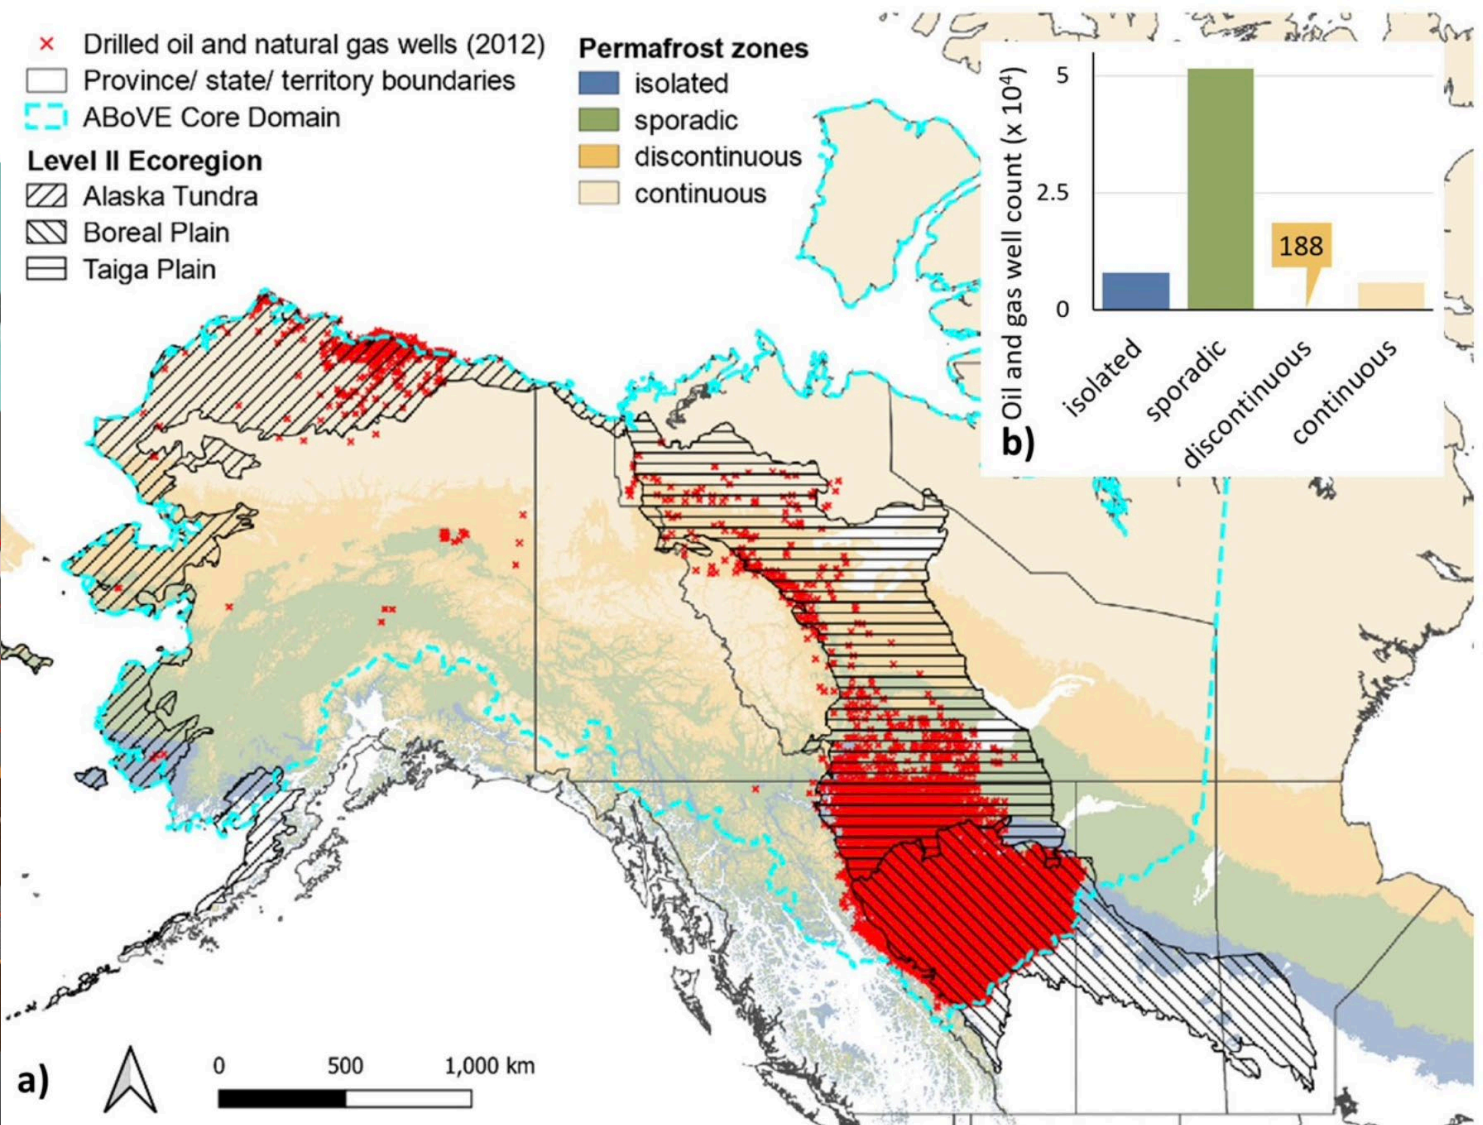 Drilled oil and natural gas wells (2012)
Province/ state/ territory boundaries
ABoVE Core Domain
Level II Ecoregion
Alaska Tundra
Boreal Plain
Taiga Plain
Permafrost zones
isolated
sporadic
discontinuous
continuous
Oil and gas well count (x 10⁴)
5
2.5
0
188
isolated
sporadic
discontinuous
continuous
b)
a)
0 500 1,000 km